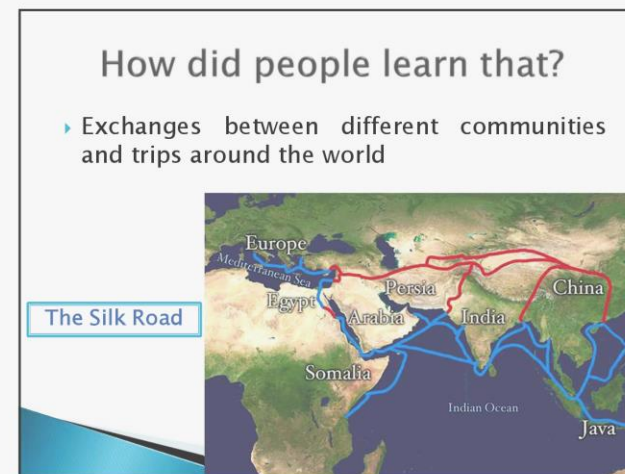 How did people learn that?
Exchanges between different communities
and trips around the world
Europe
Mediterranean Sea
Egypt
Persia
China
The Silk Road
Arabia
India
Somalia
Indian Ocean
Java